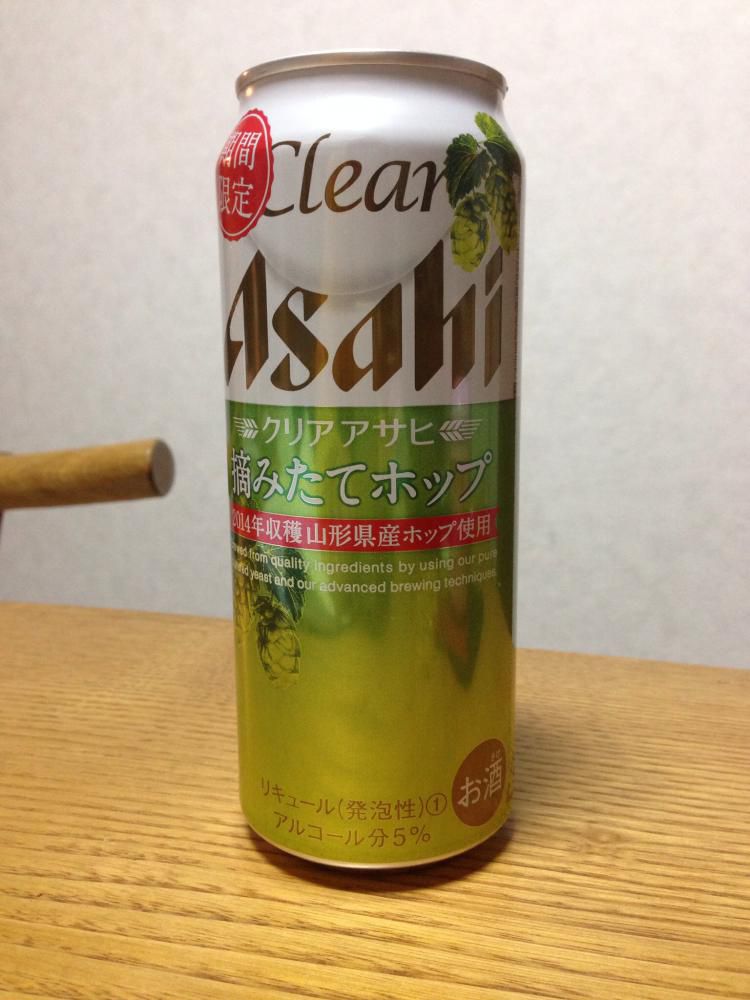 期間
限定
Clear
Asahi
クリア アサヒ
摘みたてホップ
2014年収穫 山形県産ホップ使用
from quality ingredients by using our pure
yeast and our advanced brewing techniques.
さけ
お酒
リキュール(発泡性)①
アルコール分5%